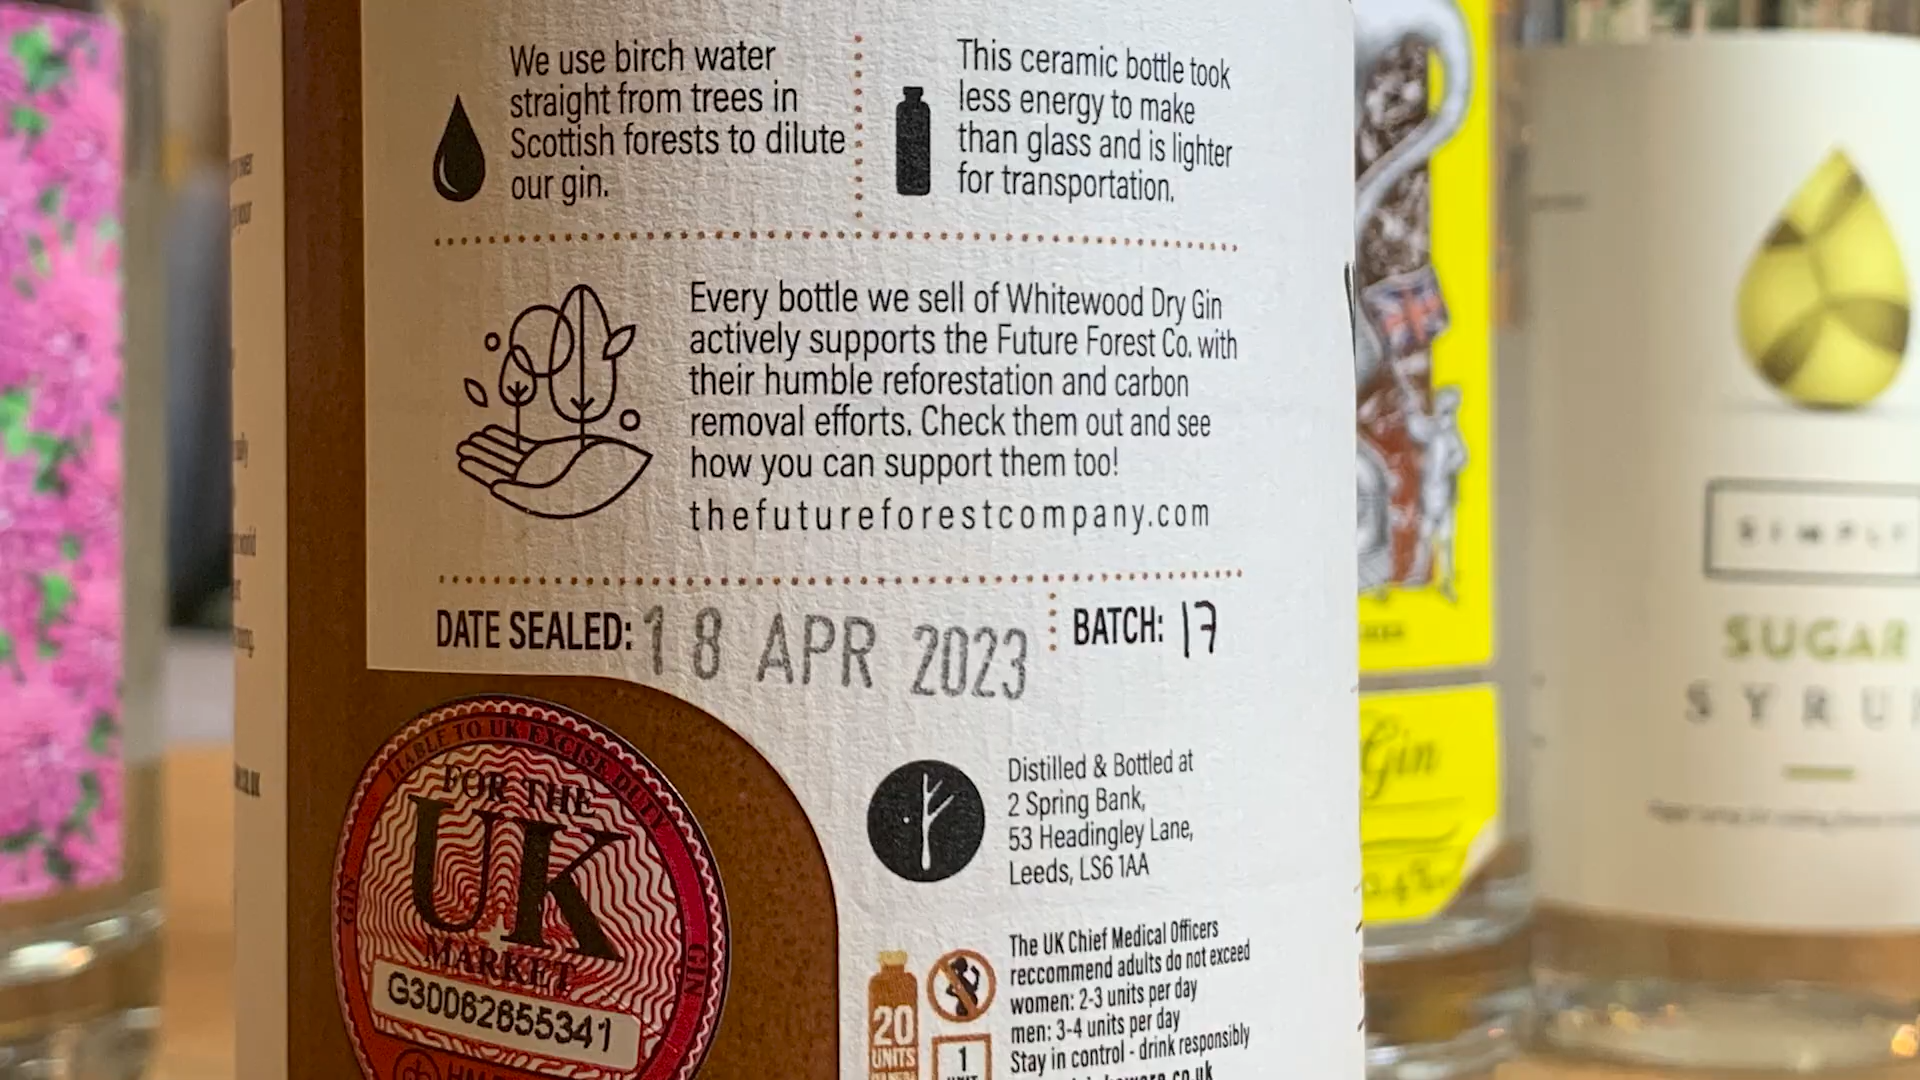 We use birch water
straight from trees in
Scottish forests to dilute
our gin.
This ceramic bottle took
less energy to make
than glass and is lighter
for transportation.
Every bottle we sell of Whitewood Dry Gin
actively supports the Future Forest Co. with
their humble reforestation and carbon
removal efforts. Check them out and see
how you can support them too!
thefutureforestcompany.com
DATE SEALED: 18 APR 2023
BATCH: 17
LIABLE TO UK EXCISE DUTY
FOR THE
UK
MARKET
GIN
GIN
G30062655341
Distilled & Bottled at
2 Spring Bank,
53 Headingley Lane,
Leeds, LS6 1AA
The UK Chief Medical Officers
reccommend adults do not exceed
women: 2-3 units per day
men: 3-4 units per day
Stay in control - drink responsibly
20
UNITS
1
UNIT
Gin
SIMPLY
SUGAR
SYRU